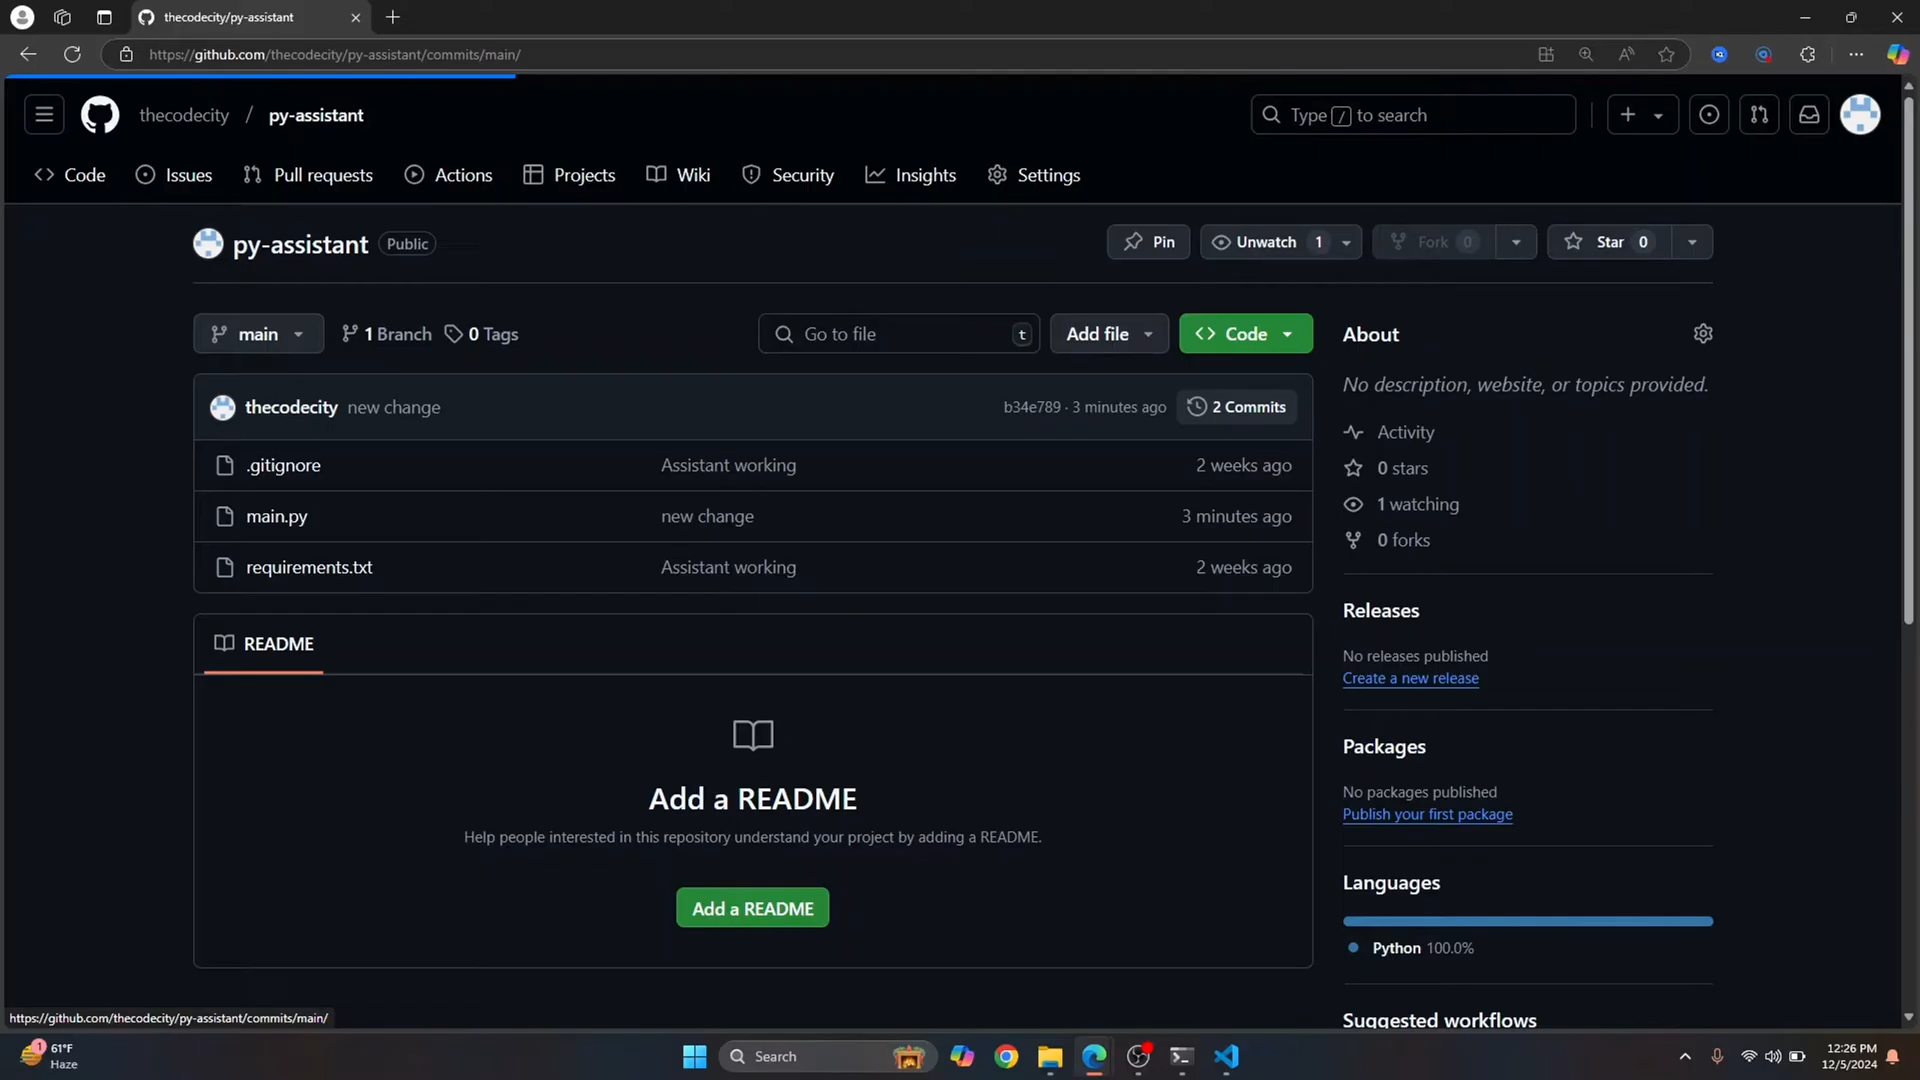 thecodecity/py-assistant
https://github.com/thecodecity/py-assistant/commits/main/
thecodecity / py-assistant
Type / to search
Code
Issues
Pull requests
Actions
Projects
Wiki
Security
Insights
Settings
py-assistant
Public
Pin
Unwatch 1
Fork 0
Star 0
main
1 Branch
0 Tags
Go to file
t
Add file
Code
thecodecity new change
b34e789 · 3 minutes ago
2 Commits
.gitignore Assistant working 2 weeks ago
main.py new change 3 minutes ago
requirements.txt Assistant working 2 weeks ago
README
Add a README
Help people interested in this repository understand your project by adding a README.
Add a README
About
No description, website, or topics provided.
Activity
0 stars
1 watching
0 forks
Releases
No releases published
Create a new release
Packages
No packages published
Publish your first package
Languages
Python 100.0%
Suggested workflows
https://github.com/thecodecity/py-assistant/commits/main/
1
61°F
Haze
Search
12:26 PM
12/5/2024